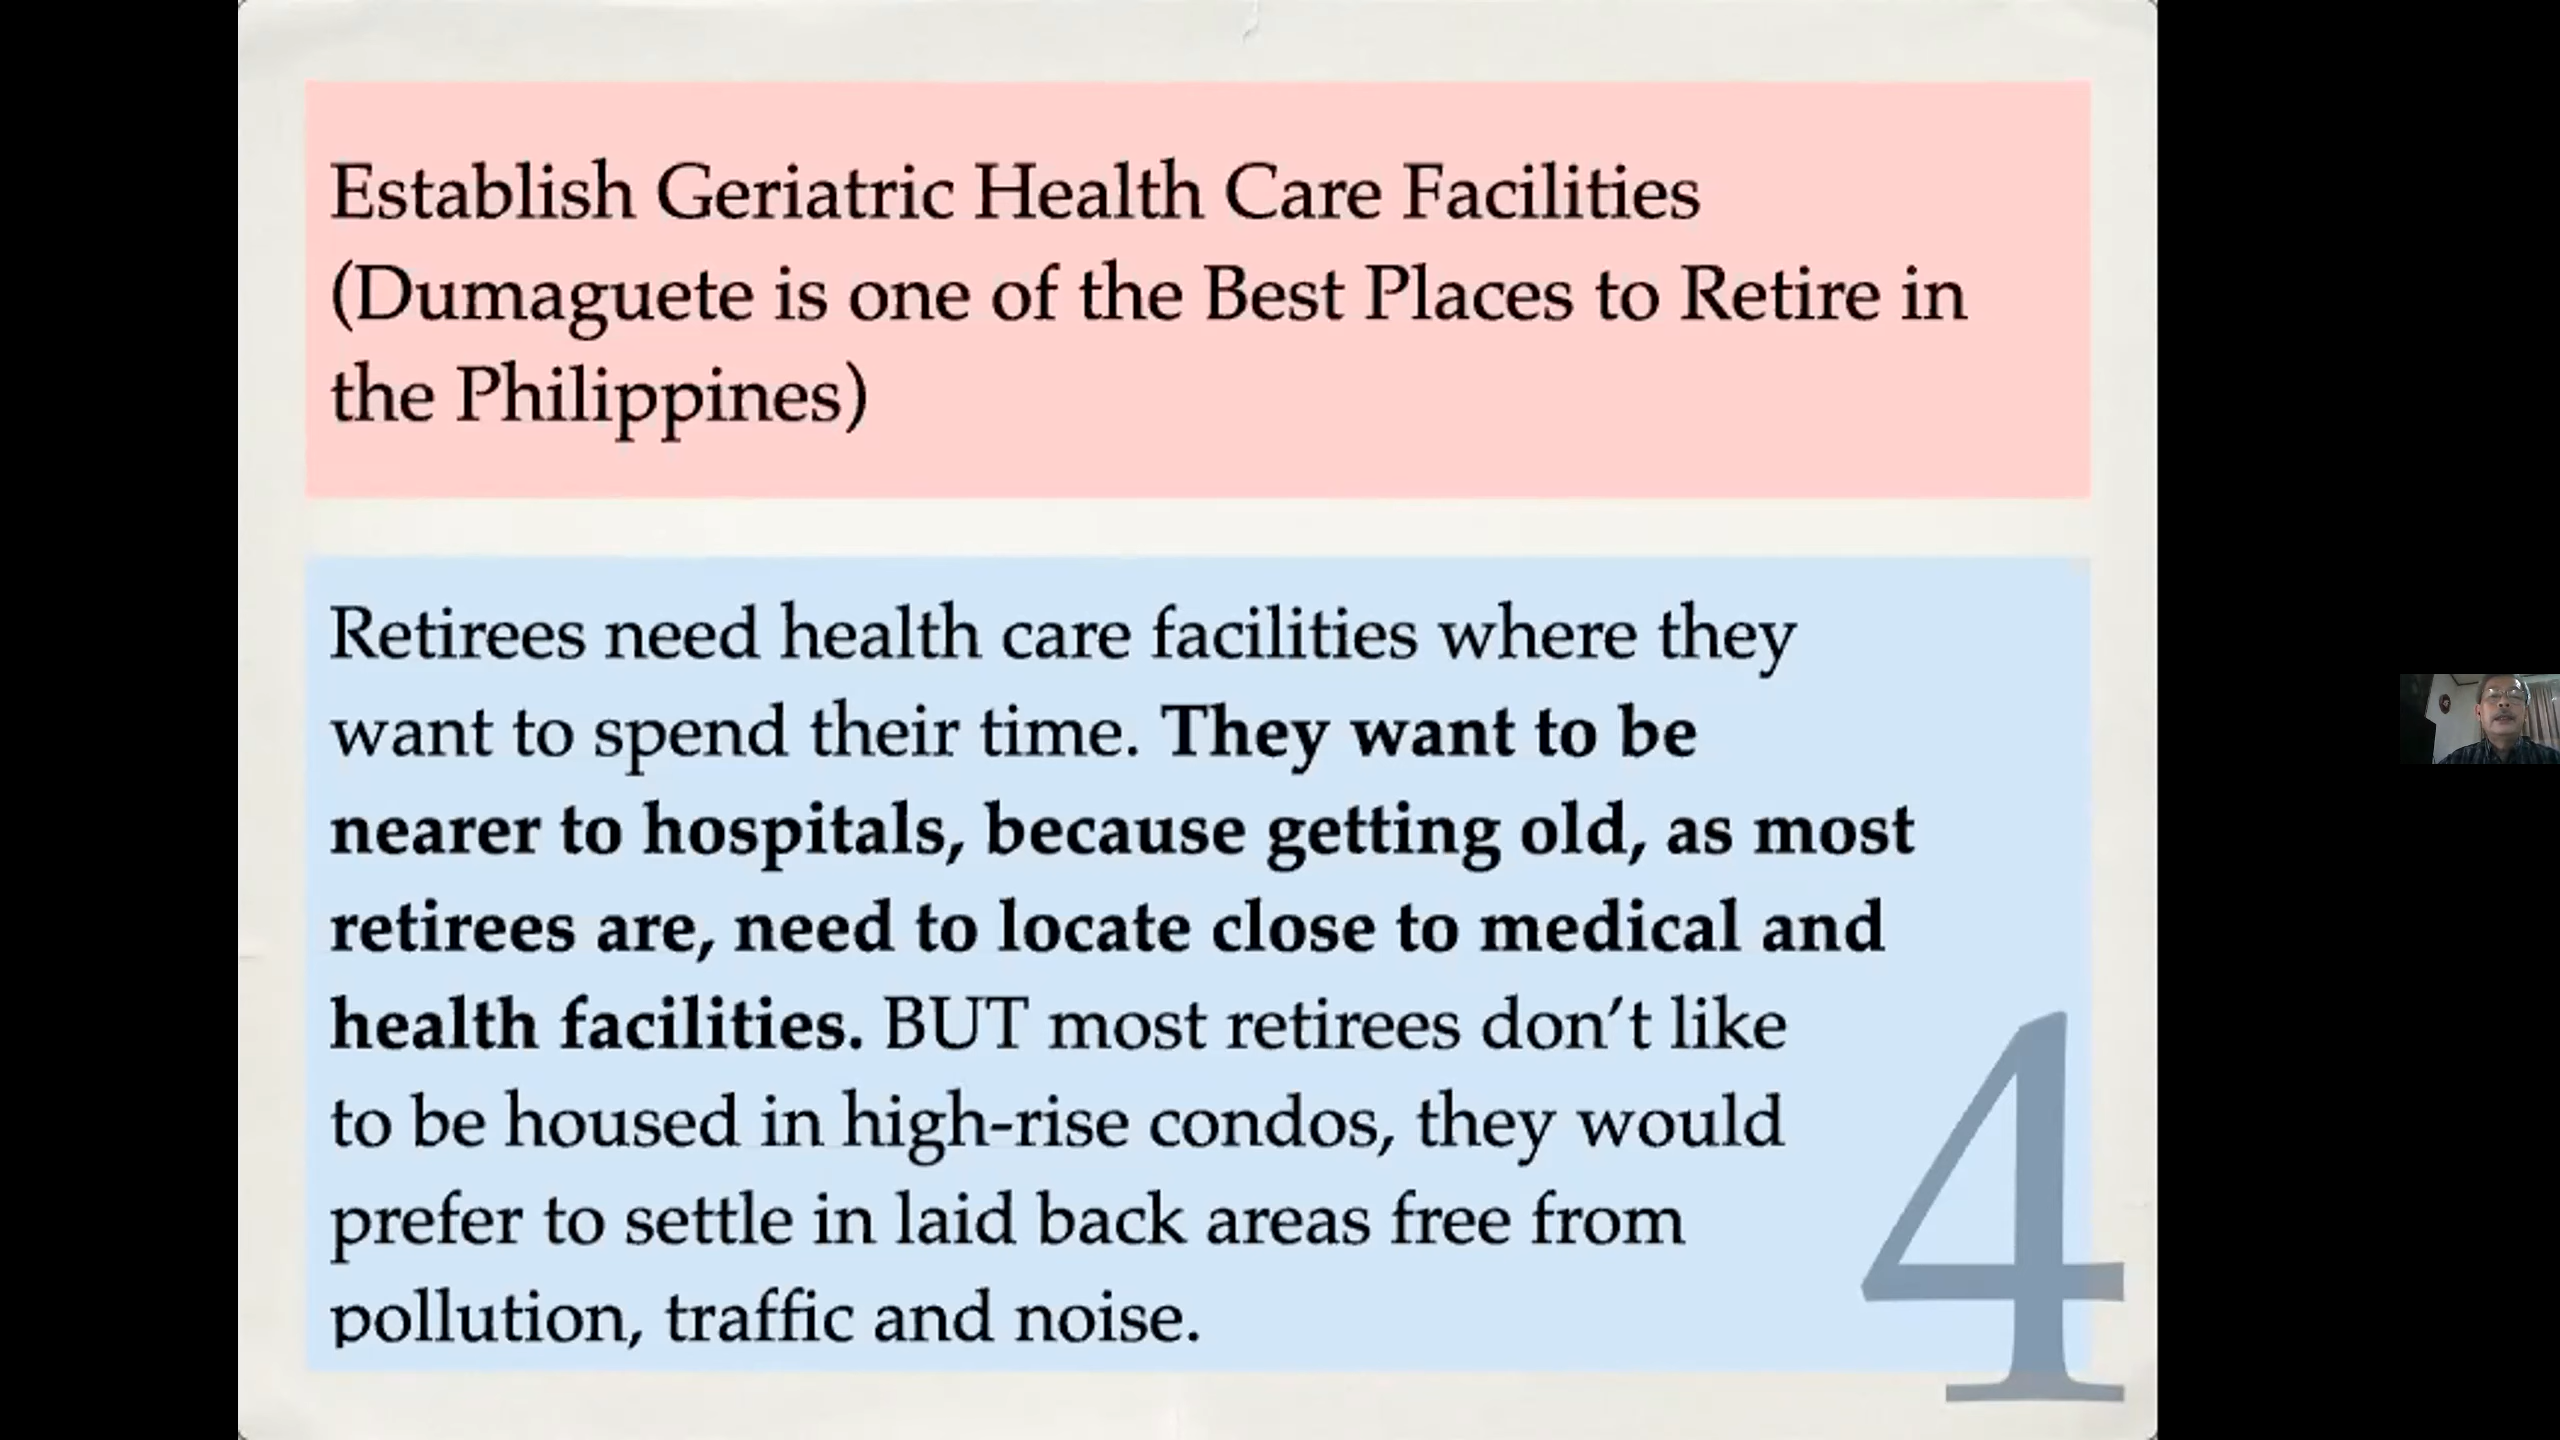 Establish Geriatric Health Care Facilities
(Dumaguete is one of the Best Places to Retire in
the Philippines)
Retirees need health care facilities where they
want to spend their time. They want to be
nearer to hospitals, because getting old, as most
retirees are, need to locate close to medical and
health facilities. BUT most retirees don’t like
to be housed in high-rise condos, they would
prefer to settle in laid back areas free from
pollution, traffic and noise.
4